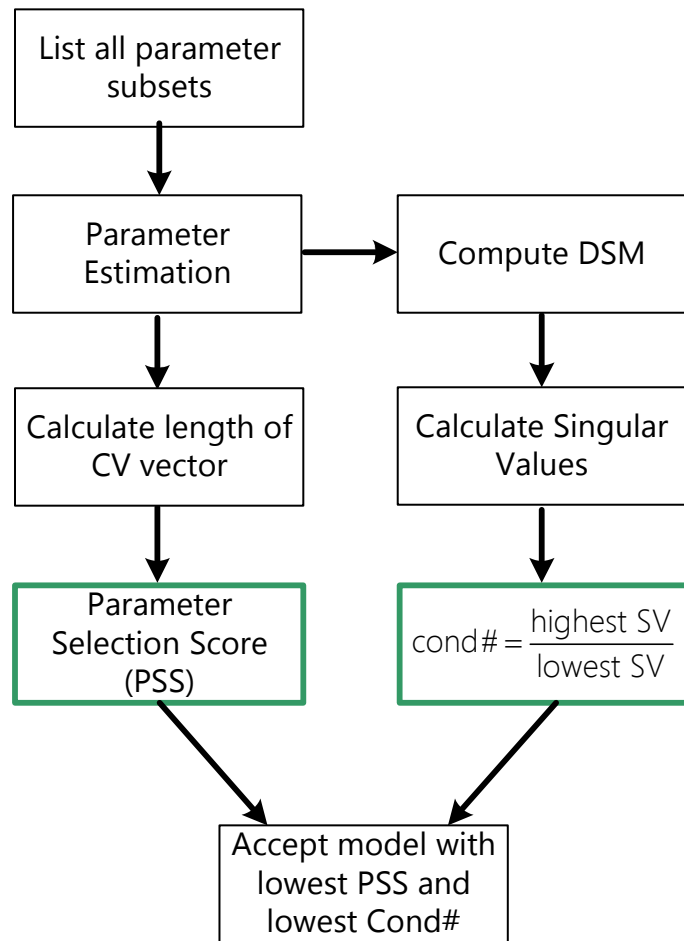 List all parameter
subsets
Parameter
Estimation
Compute DSM
Calculate length of
CV vector
Calculate Singular
Values
Parameter
Selection Score
(PSS)
cond# = highest SV / lowest SV
Accept model with
lowest PSS and
lowest Cond#